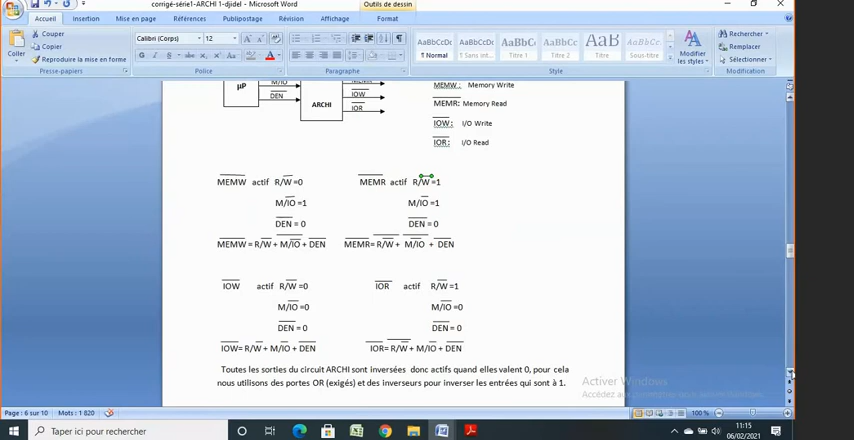 corrigé-série1-ARCHI 1-djidel - Microsoft Word
Outils de dessin
Accueil Insertion Mise en page Références Publipostage Révision Affichage Format
Coller
Couper
Copier
Reproduire la mise en forme
Presse-papiers
Calibri (Corps) 12
Police
Paragraphe
AaBbCcDc AaBbCcDc AaBbC AaBbCc AaB AaBbCcI
¶ Normal ¶ Sans int... Titre 1 Titre 2 Titre Sous-titre
Style
Modifier les styles
Rechercher
Remplacer
Sélectionner
Modification
µP M/IO MEMW : Memory Write
DEN ARCHI IOW MEMR: Memory Read
IOR
IOW: I/O Write
IOR: I/O Read
MEMW actif R/W̅ =0 MEMR actif R/W̅ =1
M/IO =1 M/IO =1
DEN = 0 DEN = 0
MEMW = R/W + M/IO + DEN MEMR= R/W + M/IO + DEN
IOW actif R/W =0 IOR actif R/W =1
M/IO =0 M/IO =0
DEN = 0 DEN = 0
IOW= R/W + M/IO + DEN IOR= R/W + M/IO + DEN
Toutes les sorties du circuit ARCHI sont inversées donc actifs quand elles valent 0, pour cela
nous utilisons des portes OR (exigés) et des inverseurs pour inverser les entrées qui sont à 1.
Activer Windows
Page : 6 sur 10 Mots : 1 820 100 %
Taper ici pour rechercher
11:15
06/02/2021